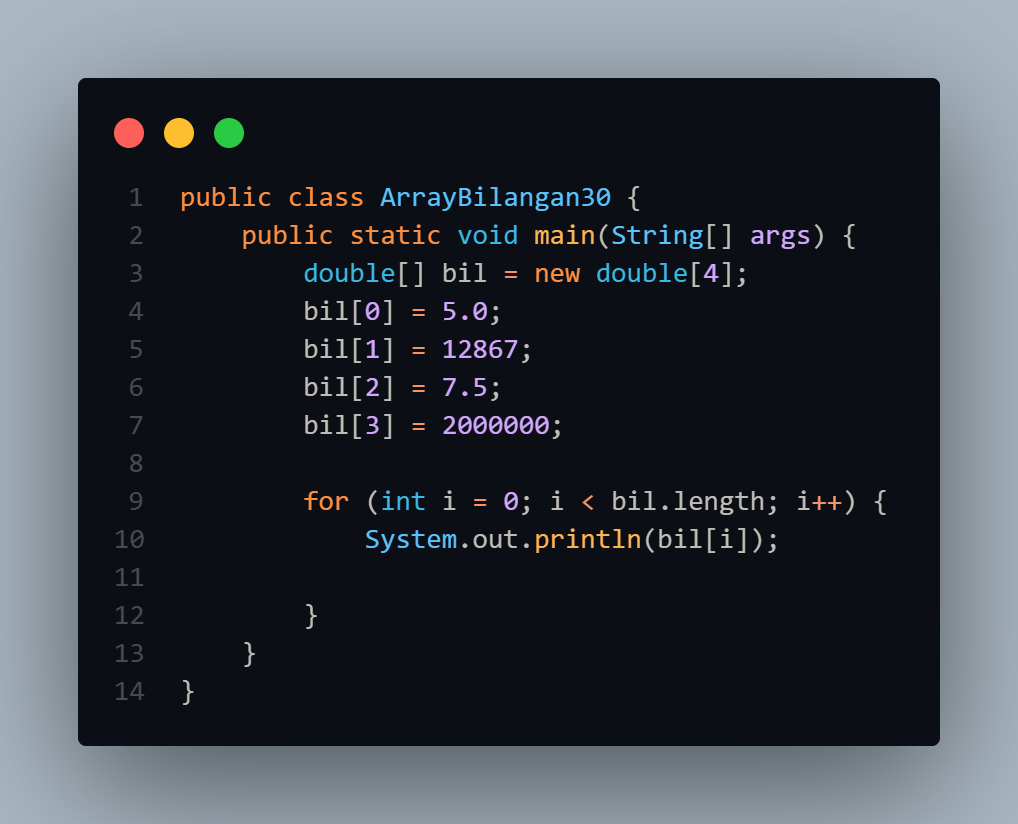 1 public class ArrayBilangan30 {
2     public static void main(String[] args) {
3         double[] bil = new double[4];
4         bil[0] = 5.0;
5         bil[1] = 12867;
6         bil[2] = 7.5;
7         bil[3] = 2000000;
8
9         for (int i = 0; i < bil.length; i++) {
10             System.out.println(bil[i]);
11
12         }
13     }
14 }